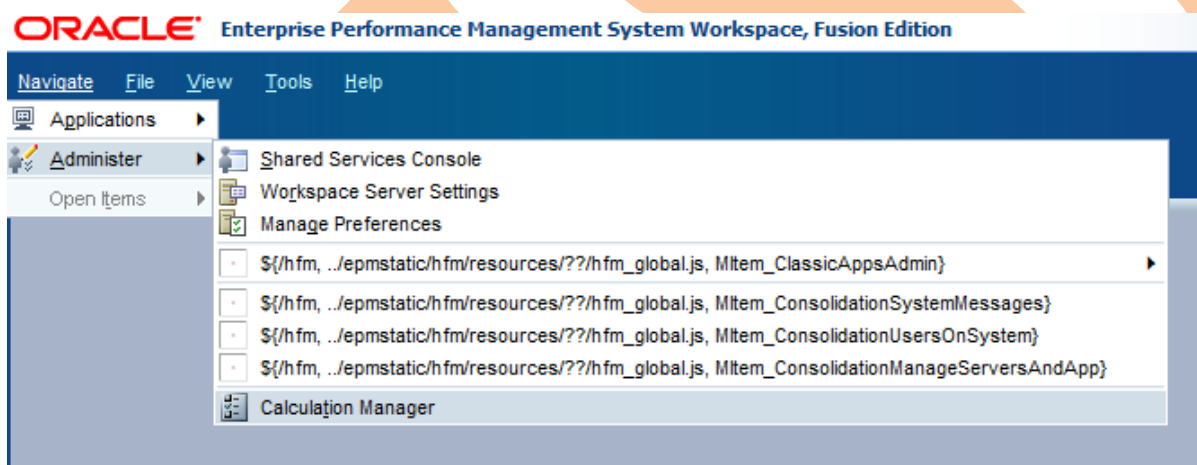 ORACLE Enterprise Performance Management System Workspace, Fusion Edition
Navigate File View Tools Help
Applications
Administer
Open Items
Shared Services Console
Workspace Server Settings
Manage Preferences
${/hfm, ../epmstatic/hfm/resources/??/hfm_global.js, MItem_ClassicAppsAdmin}
${/hfm, ../epmstatic/hfm/resources/??/hfm_global.js, MItem_ConsolidationSystemMessages}
${/hfm, ../epmstatic/hfm/resources/??/hfm_global.js, MItem_ConsolidationUsersOnSystem}
${/hfm, ../epmstatic/hfm/resources/??/hfm_global.js, MItem_ConsolidationManageServersAndApp}
Calculation Manager